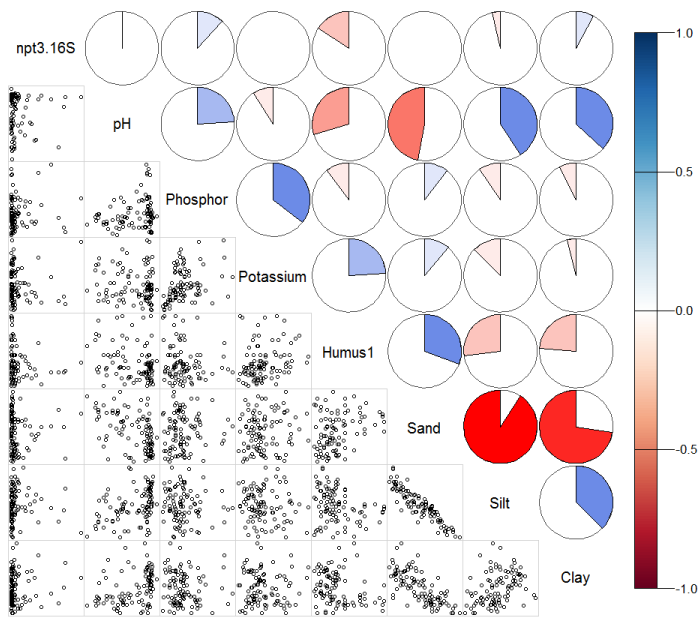 npt3.16S
pH
Phosphor
Potassium
Humus1
Sand
Silt
Clay
1.0
0.5
0.0
-0.5
-1.0